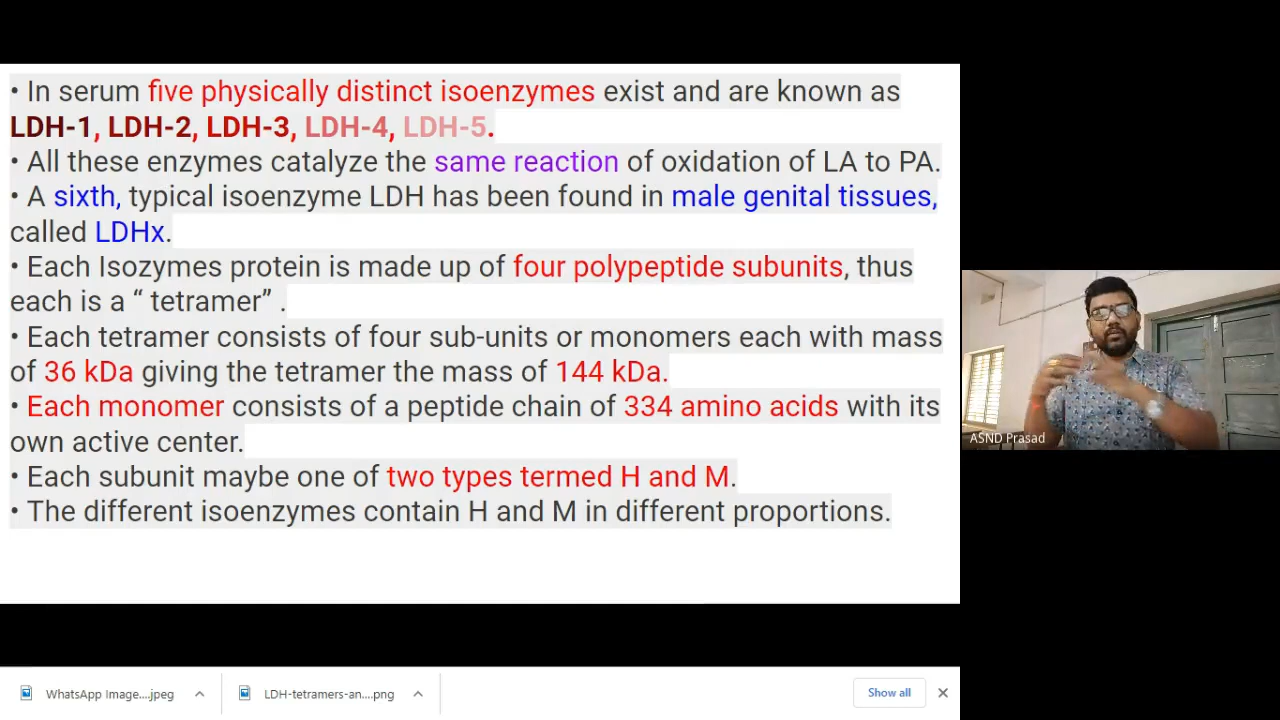 • In serum five physically distinct isoenzymes exist and are known as
LDH-1, LDH-2, LDH-3, LDH-4, LDH-5.
• All these enzymes catalyze the same reaction of oxidation of LA to PA.
• A sixth, typical isoenzyme LDH has been found in male genital tissues,
called LDHx.
• Each Isozymes protein is made up of four polypeptide subunits, thus
each is a “ tetramer” .
• Each tetramer consists of four sub-units or monomers each with mass
of 36 kDa giving the tetramer the mass of 144 kDa.
• Each monomer consists of a peptide chain of 334 amino acids with its
own active center.
• Each subunit maybe one of two types termed H and M.
• The different isoenzymes contain H and M in different proportions.
ASND Prasad
WhatsApp Image....jpeg
LDH-tetramers-an....png
Show all